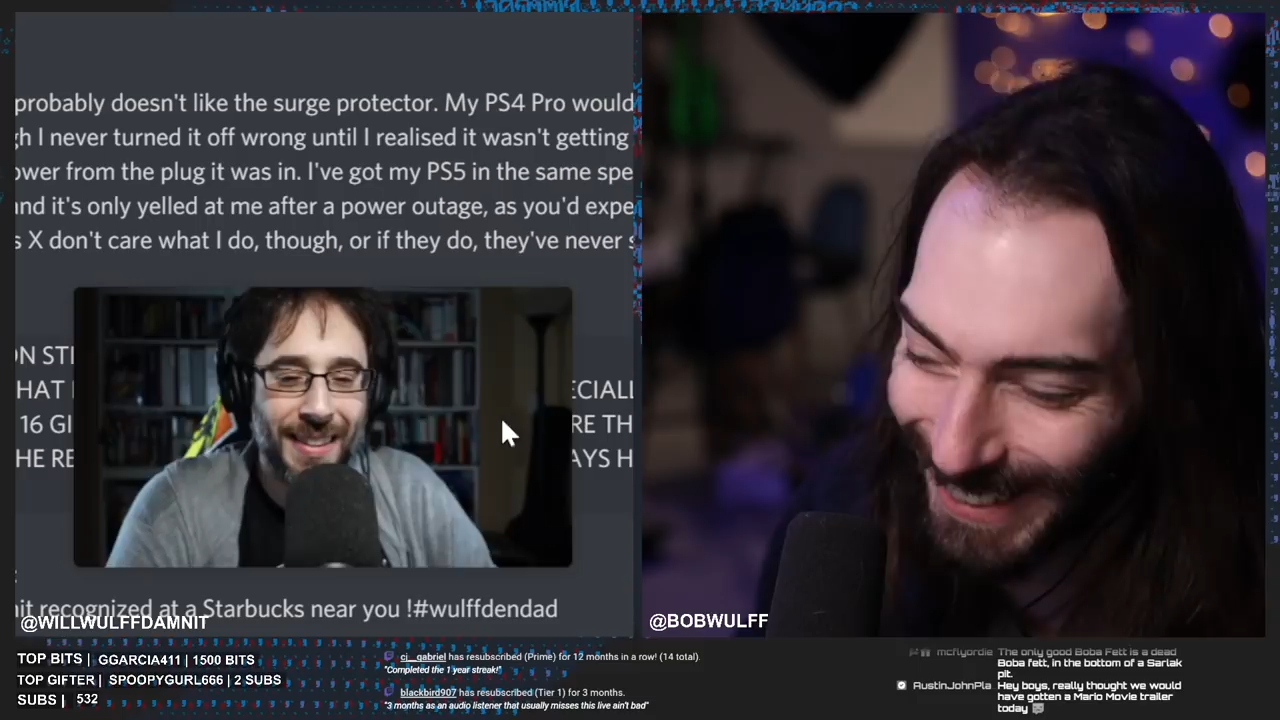 probably doesn't like the surge protector. My PS4 Pro would
gh I never turned it off wrong until I realised it wasn't getting
ower from the plug it was in. I've got my PS5 in the same spe
and it's only yelled at me after a power outage, as you'd expe
s X don't care what I do, though, or if they do, they've never s
ON STI
HAT ECIALL
16 GI RE TH
HE RE AYS H
nit recognized at a Starbucks near you !#wulffdendad
@WILLWULFFDAMNIT
@BOBWULFF
TOP BITS | GGARCIA411 | 1500 BITS
TOP GIFTER | SPOOPYGURL666 | 2 SUBS
SUBS | 532
ci__gabriel has resubscribed (Prime) for 12 months in a row! (14 total).
"Completed the 1 year streak!"
blackbird907 has resubscribed (Tier 1) for 3 months.
"3 months as an audio listener that usually misses this live ain't bad"
mcflyordie The only good Boba Fett is a dead
Boba fett, in the bottom of a Sarlak
pit.
AustinJohnPla Hey boys, really thought we would
have gotten a Mario Movie trailer
today